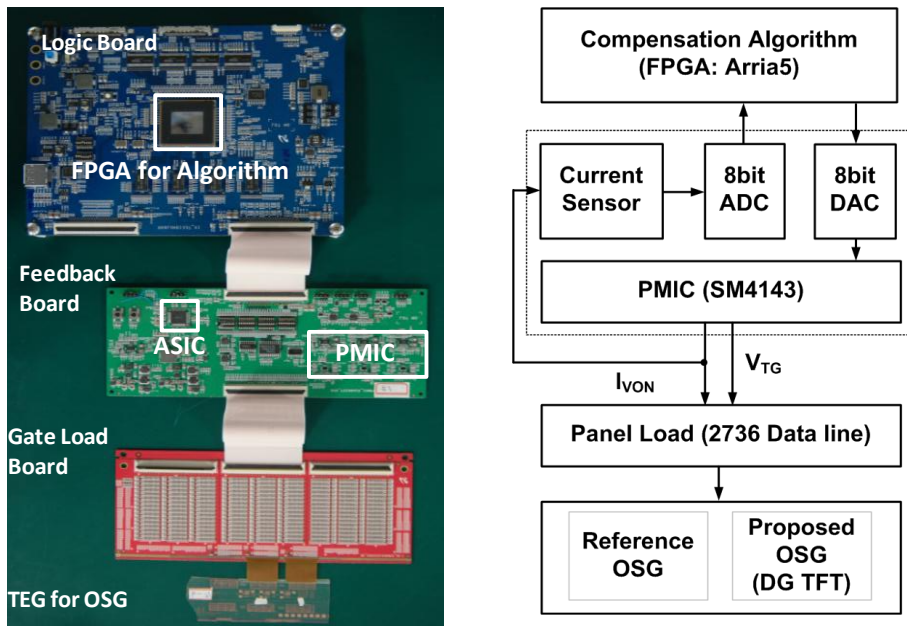 Logic Board
FPGA for Algorithm
Feedback
Board
ASIC
PMIC
Gate Load
Board
TEG for OSG
Compensation Algorithm
(FPGA: Arria5)
Current
Sensor
8bit
ADC
8bit
DAC
PMIC (SM4143)
IVON
VTG
Panel Load (2736 Data line)
Reference
OSG
Proposed
OSG
(DG TFT)